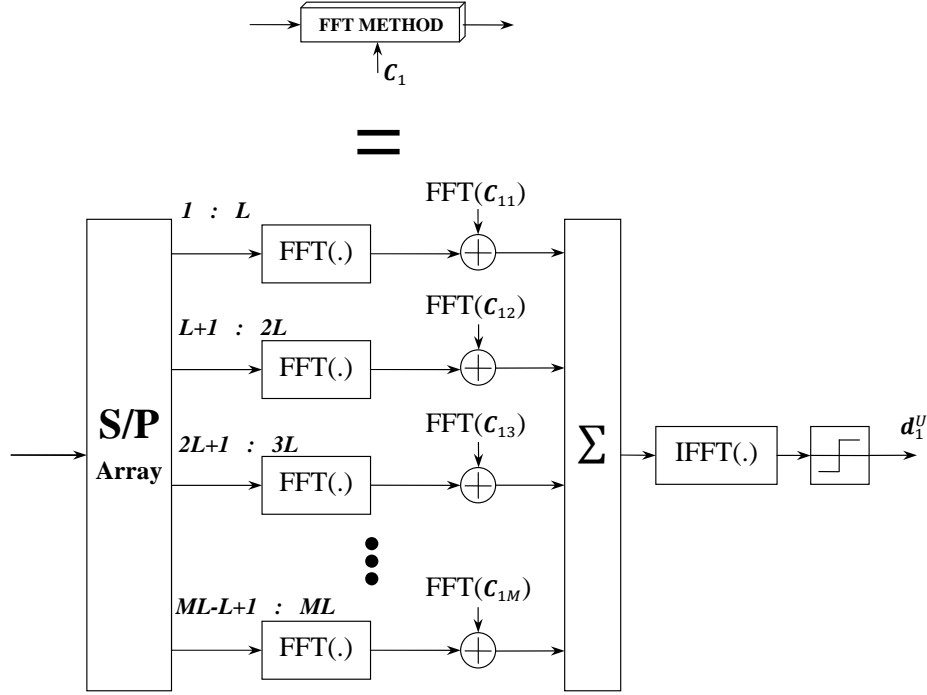 FFT METHOD
C₁
=
FFT(C₁₁)
1 : L
FFT(.)
FFT(C₁₂)
L+1 : 2L
FFT(.)
S/P
Array
FFT(C₁₃)
2L+1 : 3L
FFT(.)
∑
IFFT(.)
d₁ᵁ
FFT(C₁M)
ML-L+1 : ML
FFT(.)